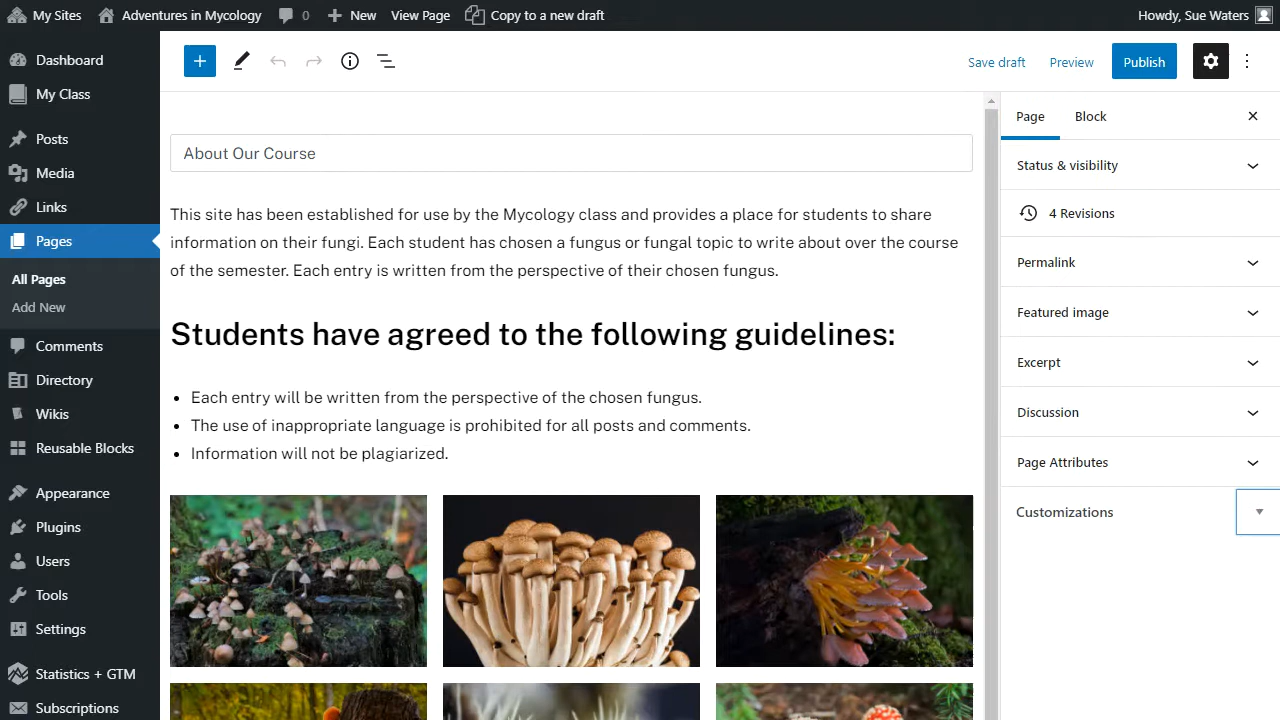 My Sites
Adventures in Mycology
0
New
View Page
Copy to a new draft
Howdy, Sue Waters
Dashboard
My Class
Posts
Media
Links
Pages
All Pages
Add New
Comments
Directory
Wikis
Reusable Blocks
Appearance
Plugins
Users
Tools
Settings
Statistics + GTM
Subscriptions
Save draft
Preview
Publish
About Our Course
This site has been established for use by the Mycology class and provides a place for students to share
information on their fungi. Each student has chosen a fungus or fungal topic to write about over the course
of the semester. Each entry is written from the perspective of their chosen fungus.
Students have agreed to the following guidelines:
• Each entry will be written from the perspective of the chosen fungus.
• The use of inappropriate language is prohibited for all posts and comments.
• Information will not be plagiarized.
Page
Block
Status & visibility
4 Revisions
Permalink
Featured image
Excerpt
Discussion
Page Attributes
Customizations